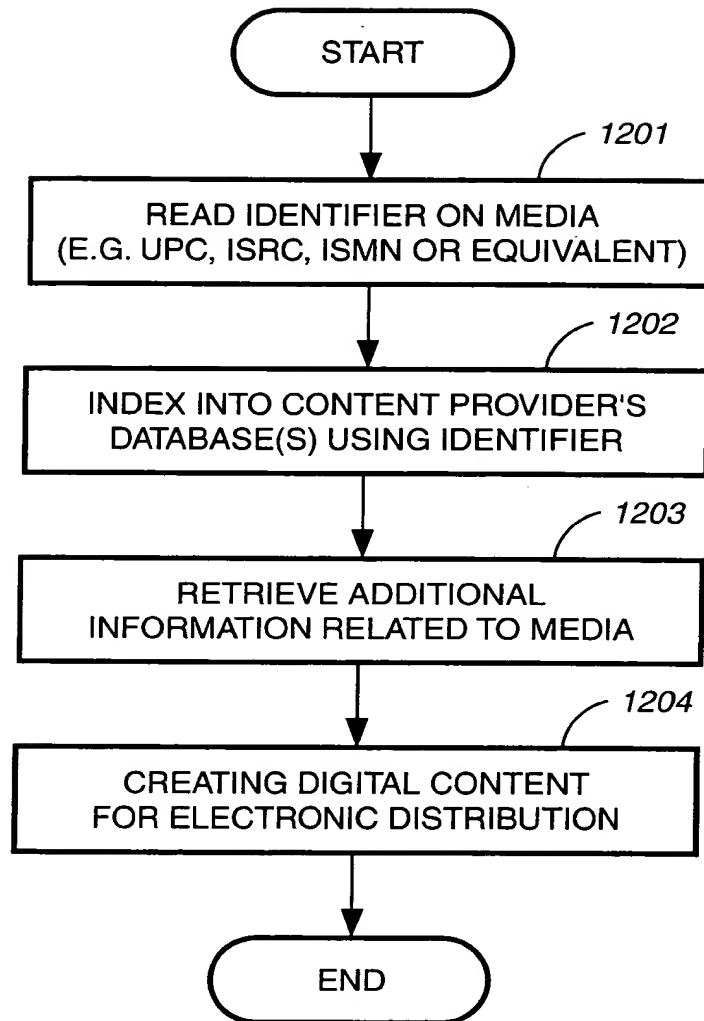 START
1201
READ IDENTIFIER ON MEDIA
(E.G. UPC, ISRC, ISMN OR EQUIVALENT)
1202
INDEX INTO CONTENT PROVIDER'S
DATABASE(S) USING IDENTIFIER
1203
RETRIEVE ADDITIONAL
INFORMATION RELATED TO MEDIA
1204
CREATING DIGITAL CONTENT
FOR ELECTRONIC DISTRIBUTION
END